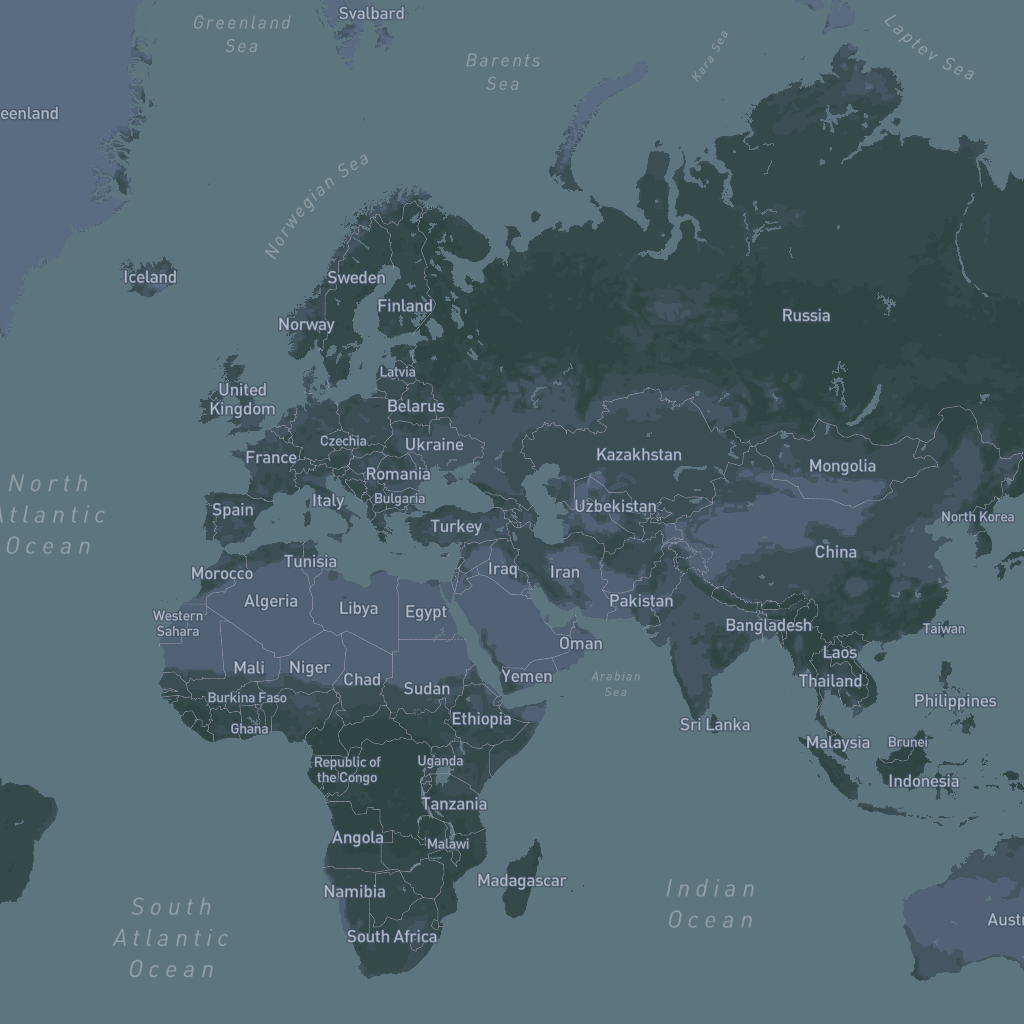 Svalbard
Greenland
Sea
Barents
Sea
Kara Sea
Laptev Sea
eenland
Norwegian Sea
Iceland
Sweden
Finland
Norway
Russia
Latvia
United
Kingdom
Belarus
Czechia
Ukraine
France
Kazakhstan
Mongolia
Romania
Bulgaria
North
Atlantic
Ocean
Spain
Italy
Uzbekistan
Turkey
North Korea
China
Tunisia
Morocco
Iraq
Iran
Algeria
Libya
Egypt
Pakistan
Western
Sahara
Bangladesh
Taiwan
Oman
Laos
Mali
Niger
Chad
Sudan
Yemen
Arabian
Sea
Thailand
Burkina Faso
Philippines
Ghana
Ethiopia
Sri Lanka
Malaysia
Brunei
Republic of
the Congo
Uganda
Indonesia
Tanzania
Angola
Malawi
Namibia
Madagascar
Indian
Ocean
South
Atlantic
Ocean
South Africa
Austr